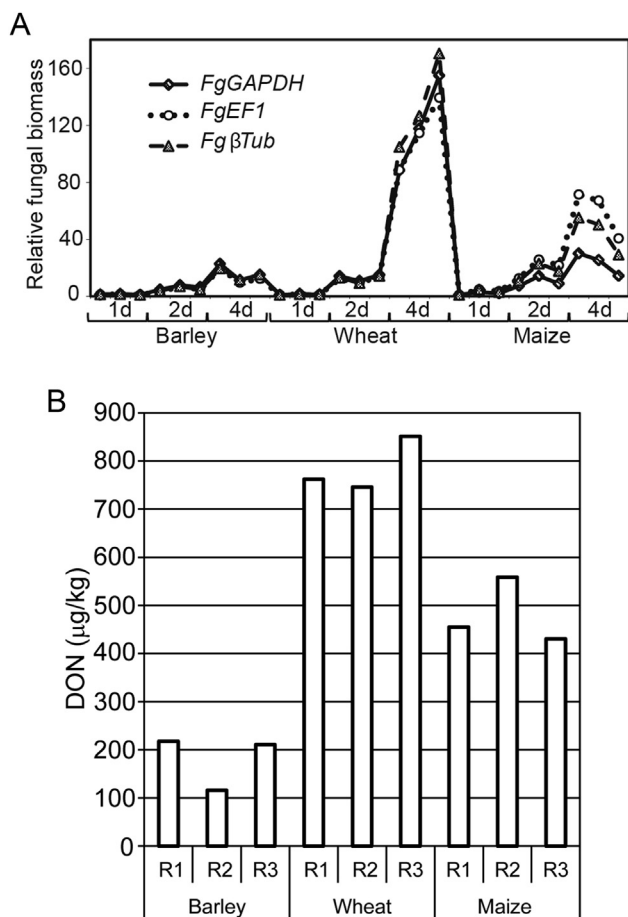 A
Relative fungal biomass
160
120
80
40
0
FgGAPDH
FgEF1
FgβTub
1d 2d 4d 1d 2d 4d 1d 2d 4d
Barley Wheat Maize
B
DON (μg/kg)
900
800
700
600
500
400
300
200
100
0
R1 R2 R3 R1 R2 R3 R1 R2 R3
Barley Wheat Maize